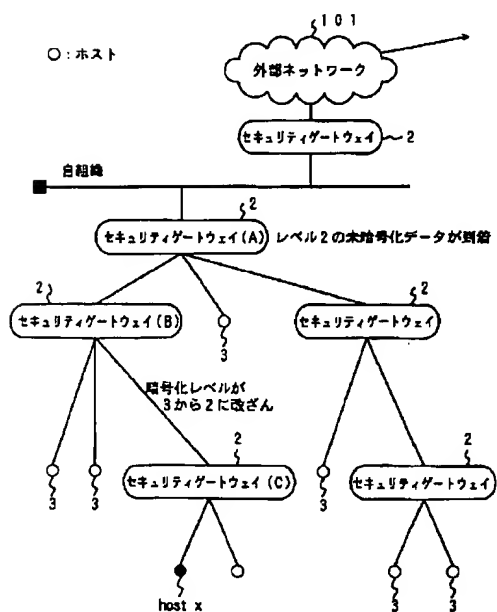 101
○:ホスト
外部ネットワーク
セキュリティゲートウェイ
2
自組織
2
セキュリティゲートウェイ(A)
レベル2の未暗号化データが到着
2
セキュリティゲートウェイ(B)
3
2
セキュリティゲートウェイ
暗号化レベルが
3から2に改ざん
3
3
2
セキュリティゲートウェイ(C)
3
2
セキュリティゲートウェイ
host x
3
3